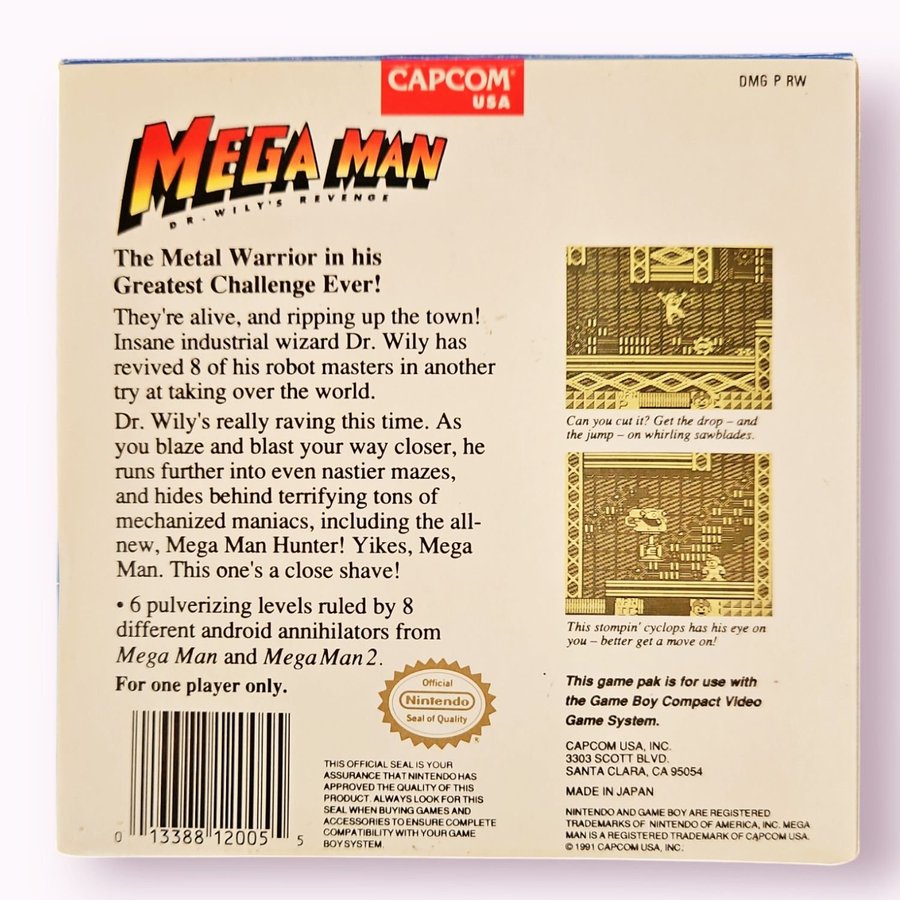 CAPCOM®
USA
DMG P RW
MEGA MAN
DR. WILY'S REVENGE
The Metal Warrior in his
Greatest Challenge Ever!
They're alive, and ripping up the town!
Insane industrial wizard Dr. Wily has
revived 8 of his robot masters in another
try at taking over the world.
Dr. Wily's really raving this time. As
you blaze and blast your way closer, he
runs further into even nastier mazes,
and hides behind terrifying tons of
mechanized maniacs, including the all-
new, Mega Man Hunter! Yikes, Mega
Man. This one's a close shave!
• 6 pulverizing levels ruled by 8
different android annihilators from
Mega Man and Mega Man 2.
For one player only.
0 13388 12005 5
Official
Nintendo
Seal of Quality
®
THIS OFFICIAL SEAL IS YOUR
ASSURANCE THAT NINTENDO HAS
APPROVED THE QUALITY OF THIS
PRODUCT. ALWAYS LOOK FOR THIS
SEAL WHEN BUYING GAMES AND
ACCESSORIES TO ENSURE COMPLETE
COMPATIBILITY WITH YOUR GAME
BOY SYSTEM.
Can you cut it? Get the drop – and
the jump – on whirling sawblades.
This stompin' cyclops has his eye on
you – better get a move on!
This game pak is for use with
the Game Boy Compact Video
Game System.
CAPCOM USA, INC.
3303 SCOTT BLVD.
SANTA CLARA, CA 95054
MADE IN JAPAN
NINTENDO AND GAME BOY ARE REGISTERED
TRADEMARKS OF NINTENDO OF AMERICA, INC. MEGA
MAN IS A REGISTERED TRADEMARK OF CAPCOM USA.
© 1991 CAPCOM USA, INC.